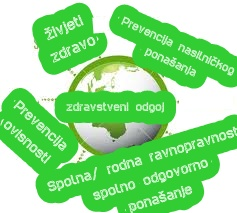 živjeti
zdravo
Prevencija nasilničkog
ponašanja
zdravstveni odgoj
Prevencija
ovisnosti
Spolna/ rodna ravnopravnost
spolno odgovorno
ponašanje